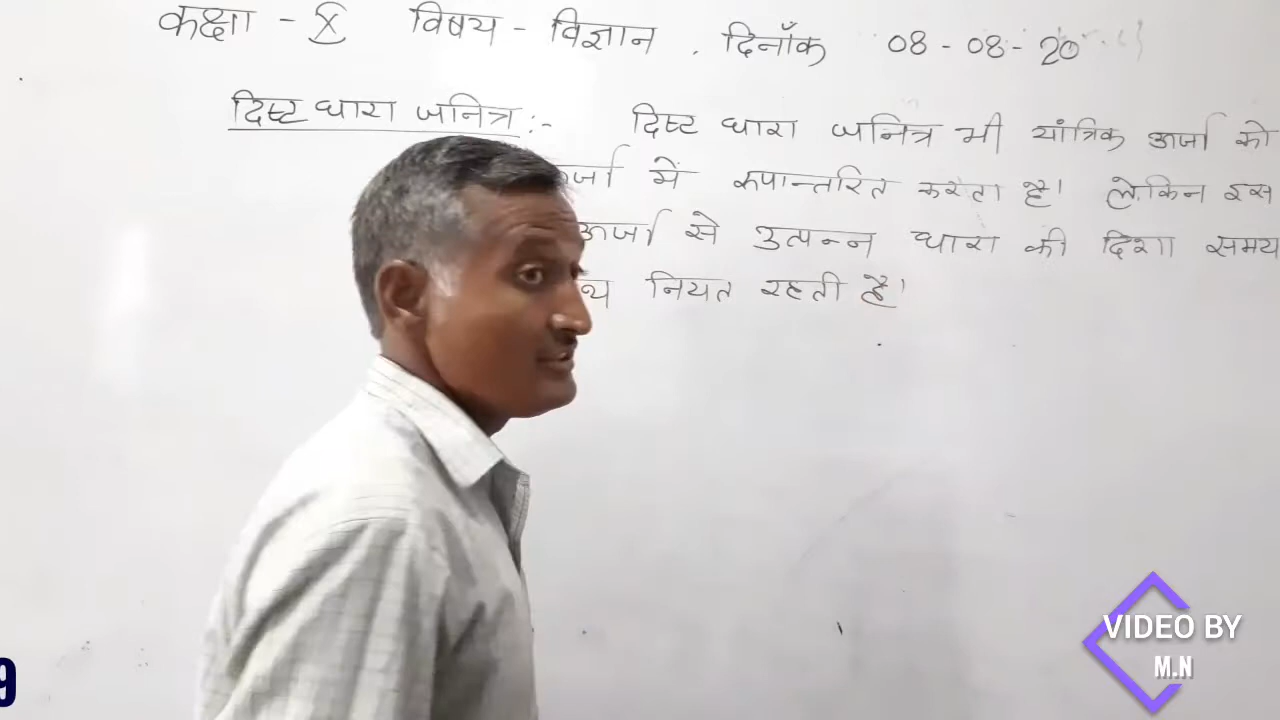 कक्षा - X विषय - विज्ञान . दिनाँक 08 - 08 - 20
दिष्ट धारा जनित्र :- दिष्ट धारा जनित्र भी यांत्रिक ऊर्जा को
में रूपान्तरित करता है। लेकिन इस
ऊर्जा से उत्पन्न धारा की दिशा समय
नियत रहती है।
9
VIDEO BY
M.N